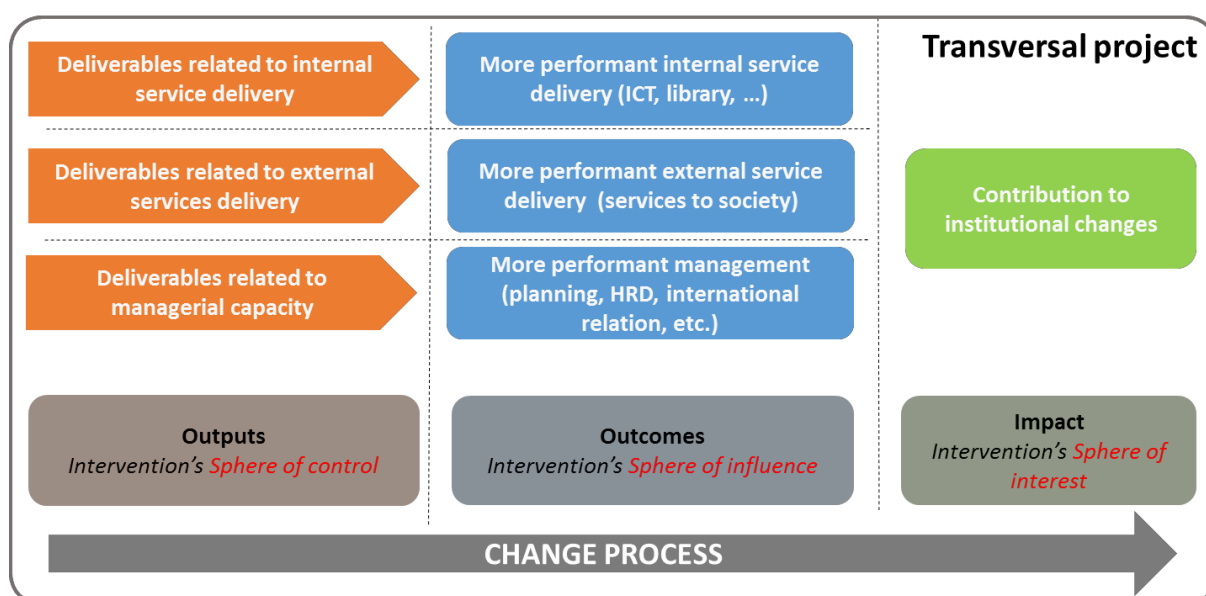 Transversal project
Deliverables related to internal
service delivery
More performant internal service
delivery (ICT, library, ...)
Deliverables related to external
services delivery
More performant external service
delivery (services to society)
Contribution to
institutional changes
Deliverables related to
managerial capacity
More performant management
(planning, HRD, international
relation, etc.)
Outputs
Intervention's Sphere of control
Outcomes
Intervention's Sphere of influence
Impact
Intervention's Sphere of
interest
CHANGE PROCESS